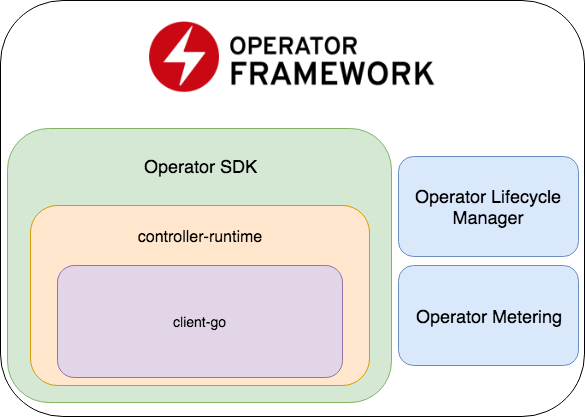 OPERATOR
FRAMEWORK
Operator SDK
controller-runtime
client-go
Operator Lifecycle
Manager
Operator Metering